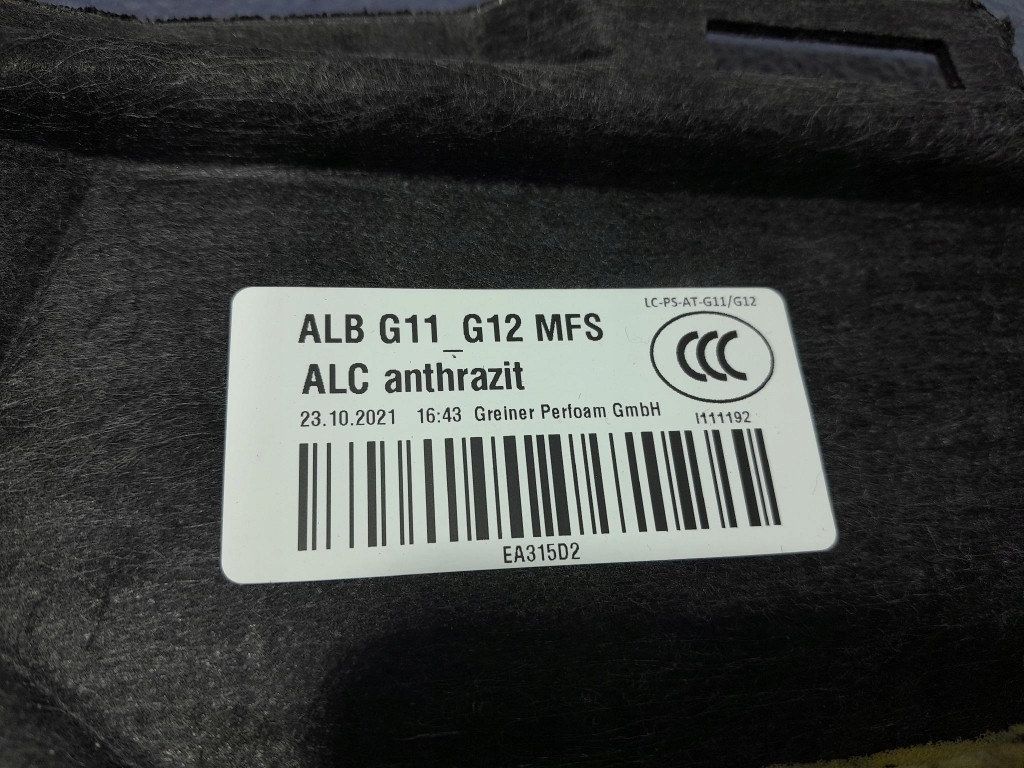 LC-PS-AT-G11/G12
ALB G11_G12 MFS
CCC
ALC anthrazit
23.10.2021 16:43 Greiner Perfoam GmbH I111192
EA315D2